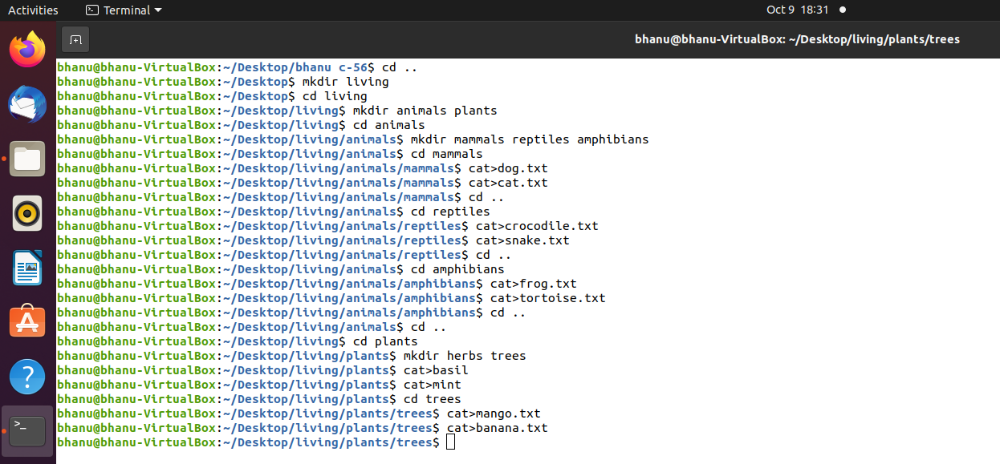 Activities Terminal Oct 9 18:31
bhanu@bhanu-VirtualBox: ~/Desktop/living/plants/trees
bhanu@bhanu-VirtualBox:~/Desktop/bhanu c-56$ cd ..
bhanu@bhanu-VirtualBox:~/Desktop$ mkdir living
bhanu@bhanu-VirtualBox:~/Desktop$ cd living
bhanu@bhanu-VirtualBox:~/Desktop/living$ mkdir animals plants
bhanu@bhanu-VirtualBox:~/Desktop/living$ cd animals
bhanu@bhanu-VirtualBox:~/Desktop/living/animals$ mkdir mammals reptiles amphibians
bhanu@bhanu-VirtualBox:~/Desktop/living/animals$ cd mammals
bhanu@bhanu-VirtualBox:~/Desktop/living/animals/mammals$ cat>dog.txt
bhanu@bhanu-VirtualBox:~/Desktop/living/animals/mammals$ cat>cat.txt
bhanu@bhanu-VirtualBox:~/Desktop/living/animals/mammals$ cd ..
bhanu@bhanu-VirtualBox:~/Desktop/living/animals$ cd reptiles
bhanu@bhanu-VirtualBox:~/Desktop/living/animals/reptiles$ cat>crocodile.txt
bhanu@bhanu-VirtualBox:~/Desktop/living/animals/reptiles$ cat>snake.txt
bhanu@bhanu-VirtualBox:~/Desktop/living/animals/reptiles$ cd ..
bhanu@bhanu-VirtualBox:~/Desktop/living/animals$ cd amphibians
bhanu@bhanu-VirtualBox:~/Desktop/living/animals/amphibians$ cat>frog.txt
bhanu@bhanu-VirtualBox:~/Desktop/living/animals/amphibians$ cat>tortoise.txt
bhanu@bhanu-VirtualBox:~/Desktop/living/animals/amphibians$ cd ..
bhanu@bhanu-VirtualBox:~/Desktop/living/animals$ cd ..
bhanu@bhanu-VirtualBox:~/Desktop/living$ cd plants
bhanu@bhanu-VirtualBox:~/Desktop/living/plants$ mkdir herbs trees
bhanu@bhanu-VirtualBox:~/Desktop/living/plants$ cat>basil
bhanu@bhanu-VirtualBox:~/Desktop/living/plants$ cat>mint
bhanu@bhanu-VirtualBox:~/Desktop/living/plants$ cd trees
bhanu@bhanu-VirtualBox:~/Desktop/living/plants/trees$ cat>mango.txt
bhanu@bhanu-VirtualBox:~/Desktop/living/plants/trees$ cat>banana.txt
bhanu@bhanu-VirtualBox:~/Desktop/living/plants/trees$